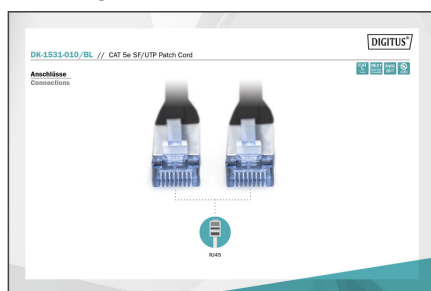 DIGITUS®
DK-1531-010/BL // CAT 5e SF/UTP Patch Cord
Anschlüsse
Connections
RJ45